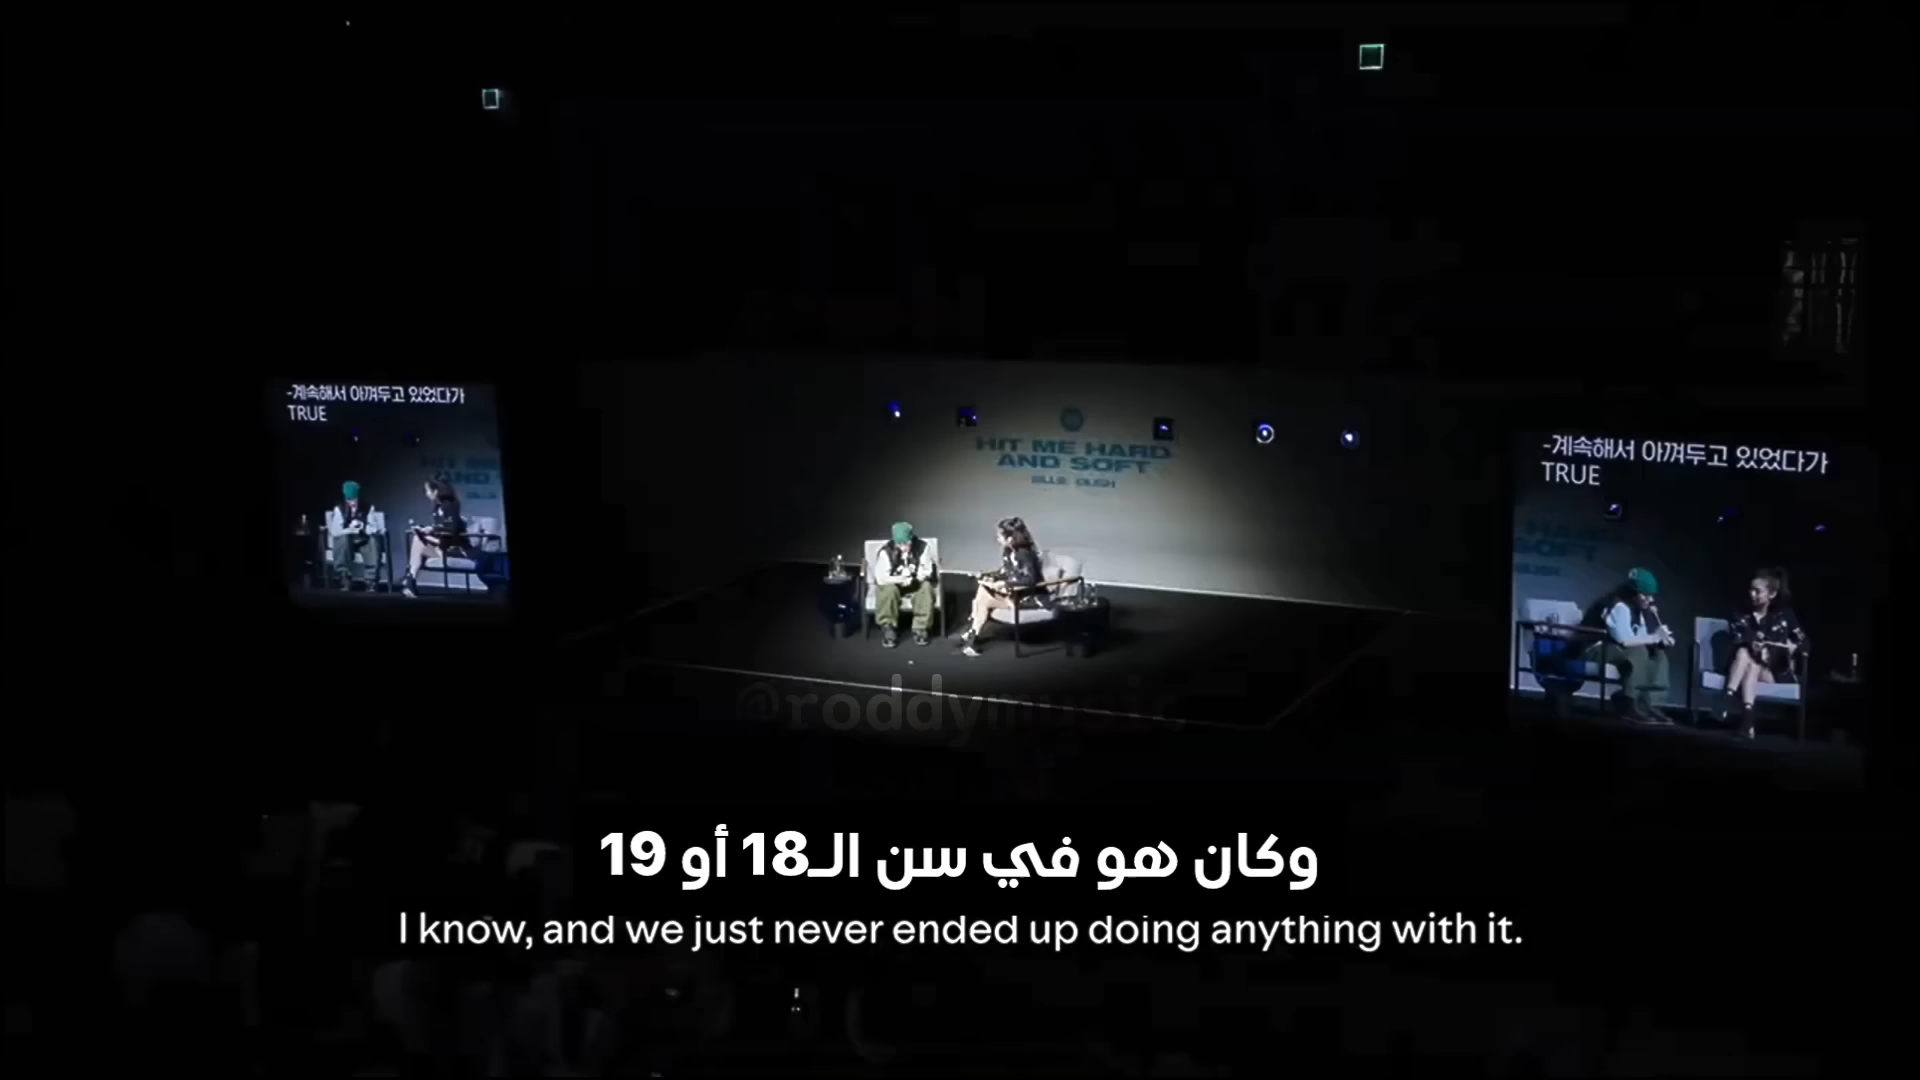 -계속해서 아껴두고 있었다가
TRUE
HIT ME HARD
AND SOFT
BILLIE EILISH
-계속해서 아껴두고 있었다가
TRUE
@roddymusic
وكان هو في سن الـ18 أو 19
I know, and we just never ended up doing anything with it.